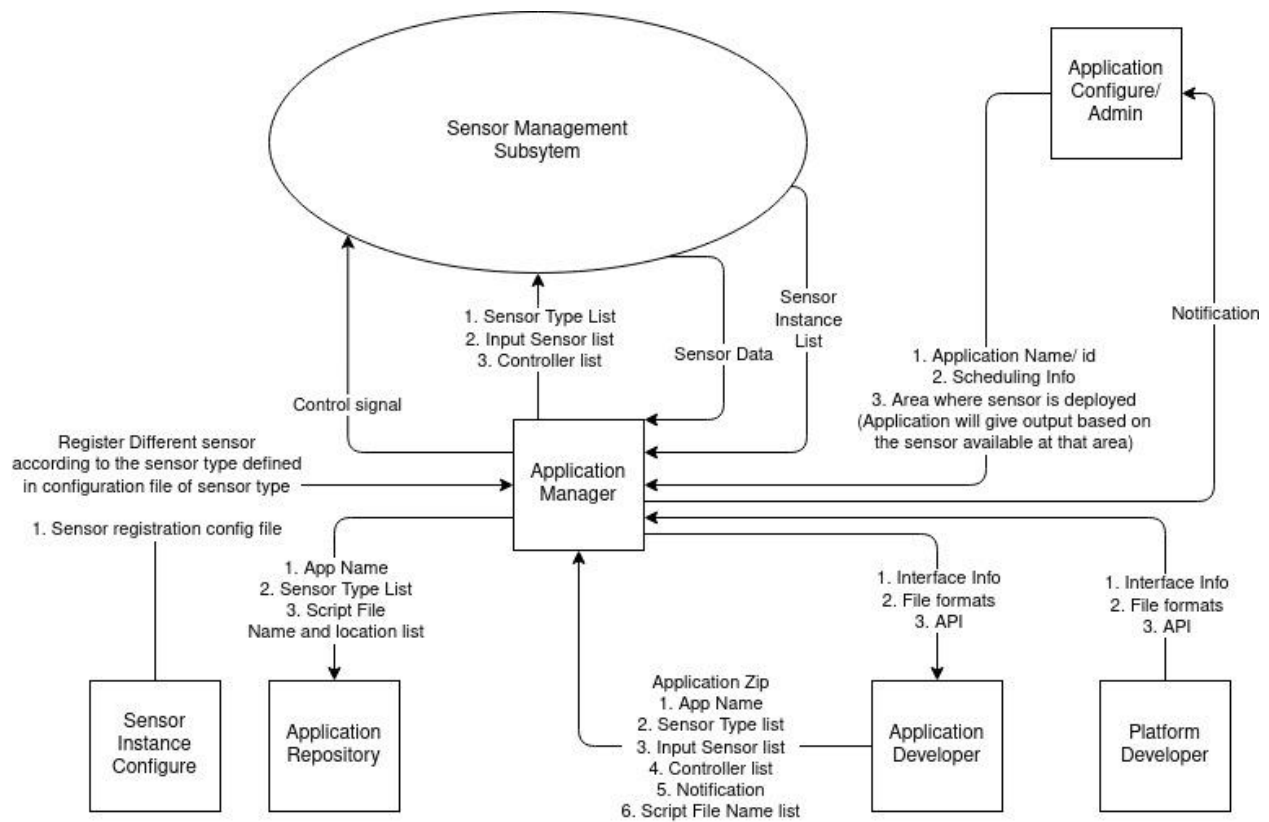 Sensor Management
Subsytem
Application
Configure/
Admin
1. Sensor Type List
2. Input Sensor list
3. Controller list
Sensor Data
Sensor
Instance
List
Notification
1. Application Name/ id
2. Scheduling Info
3. Area where sensor is deployed
(Application will give output based on
the sensor available at that area)
Control signal
Register Different sensor
according to the sensor type defined
in configuration file of sensor type
Application
Manager
1. Sensor registration config file
1. App Name
2. Sensor Type List
3. Script File
Name and location list
1. Interface Info
2. File formats
3. API
1. Interface Info
2. File formats
3. API
Sensor
Instance
Configure
Application
Repository
Application Zip
1. App Name
2. Sensor Type list
3. Input Sensor list
4. Controller list
5. Notification
6. Script File Name list
Application
Developer
Platform
Developer